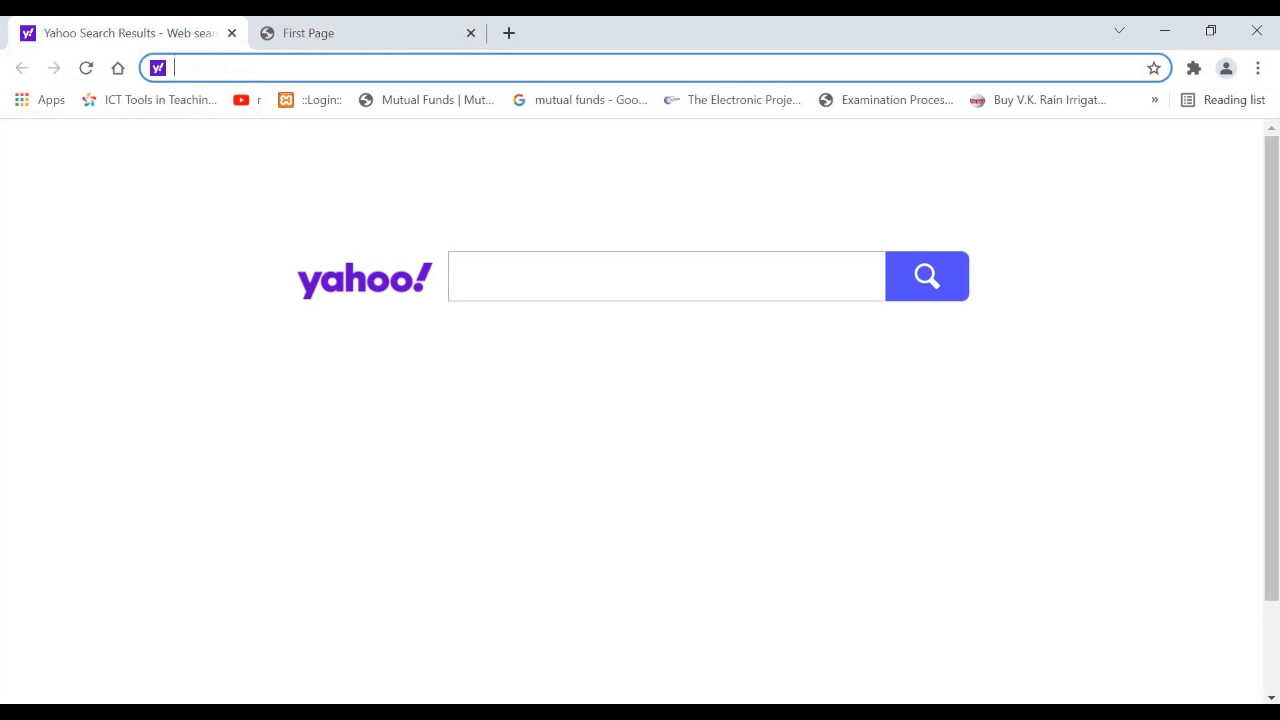 Yahoo Search Results - Web sear
First Page
Apps
ICT Tools in Teachin...
r
::Login::
Mutual Funds | Mut...
mutual funds - Goo...
The Electronic Proje...
Examination Proces...
Buy V.K. Rain Irrigat...
»
Reading list
yahoo!